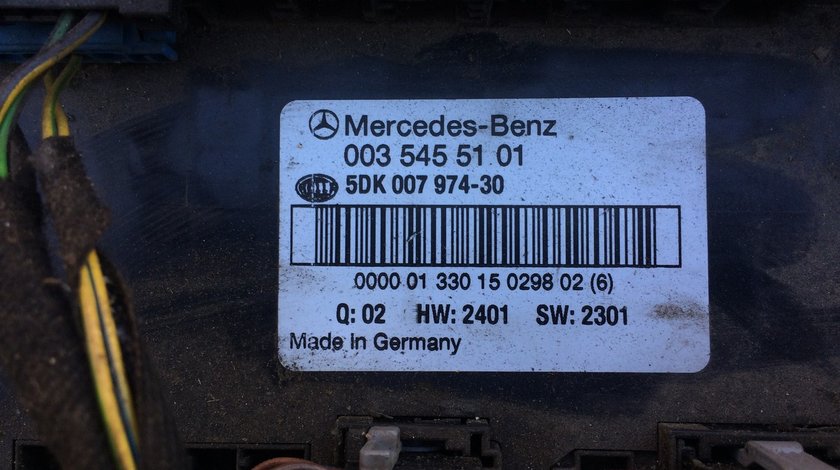 Mercedes-Benz
003 545 51 01
HELLA 5DK 007 974-30
0000 01 330 15 0298 02 (6)
Q: 02 HW: 2401 SW: 2301
Made In Germany